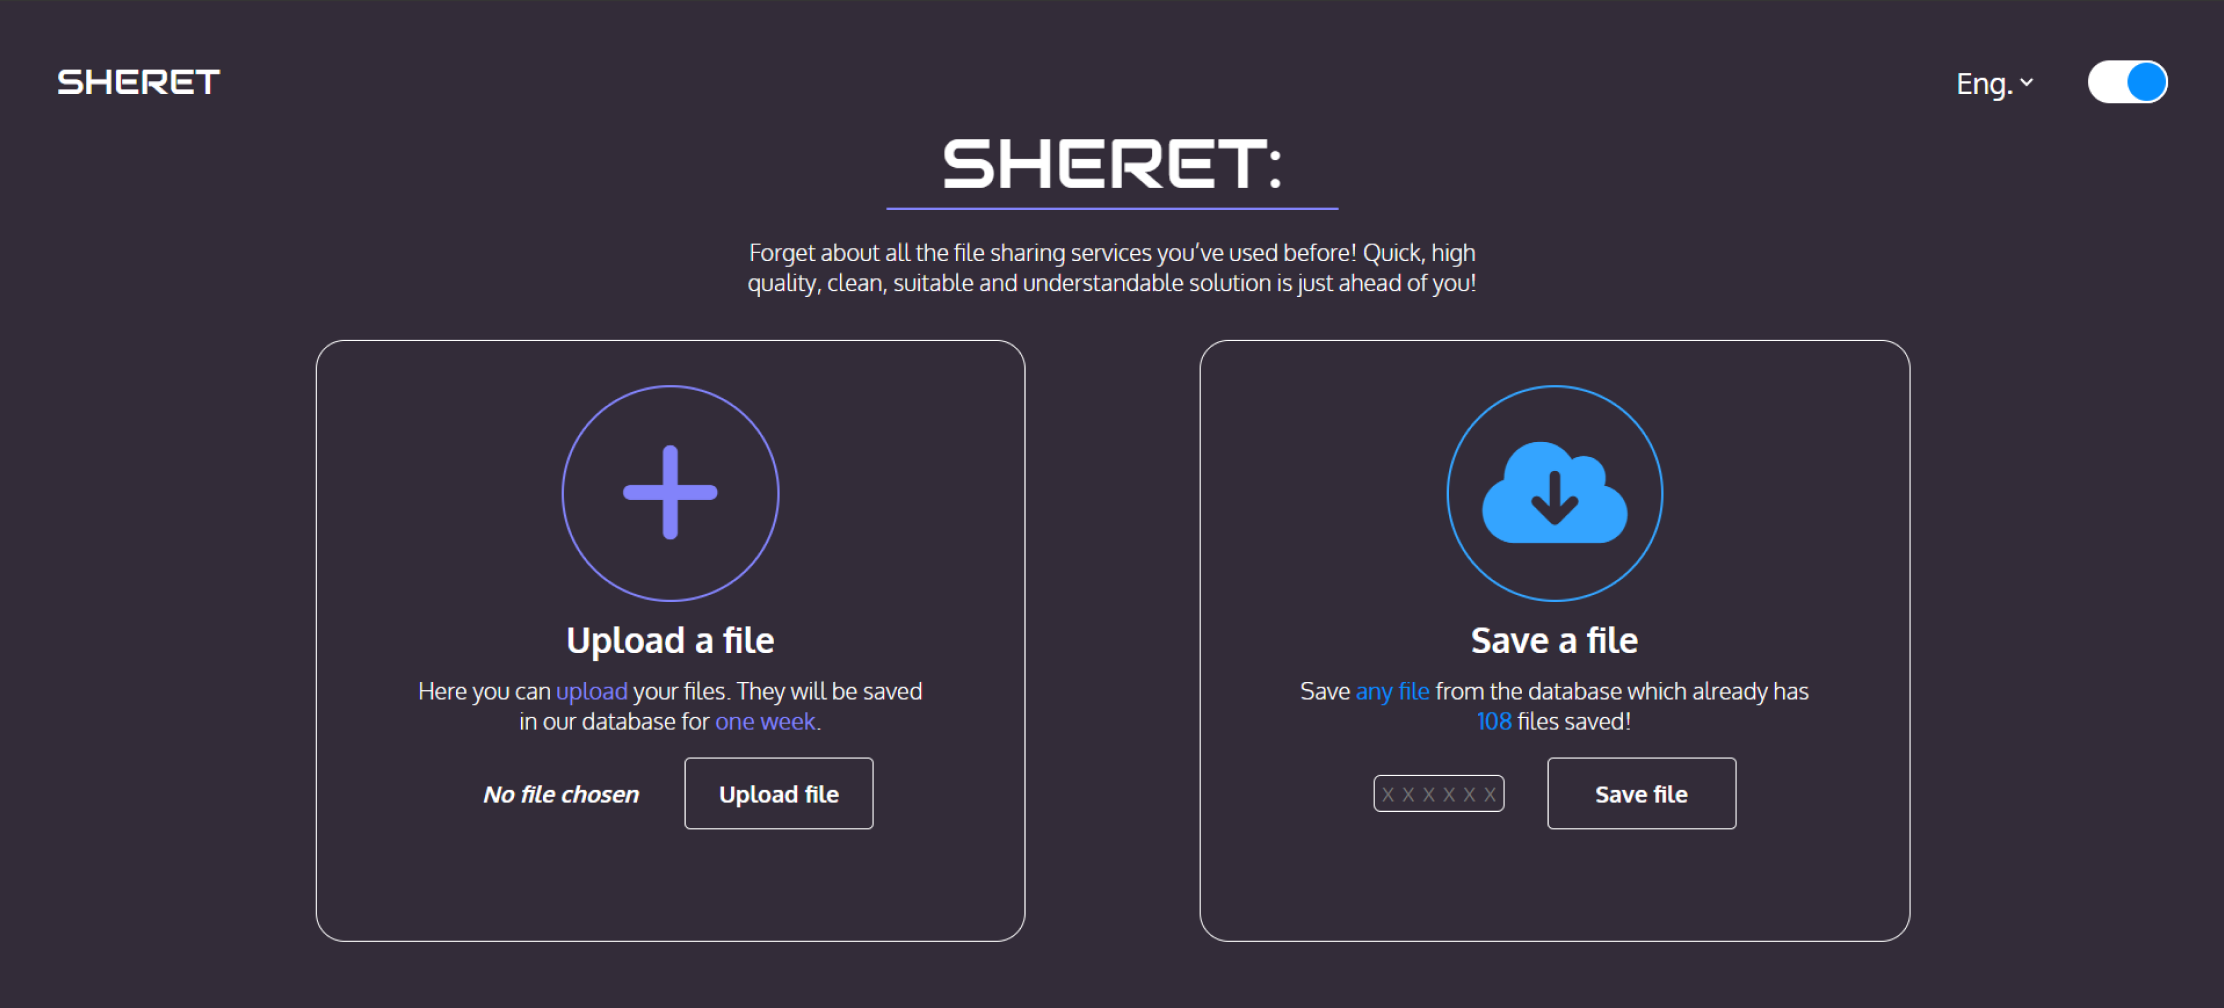 SHERET
Eng.
SHERET:
Forget about all the file sharing services you've used before! Quick, high
quality, clean, suitable and understandable solution is just ahead of you!
Upload a file
Here you can upload your files. They will be saved
in our database for one week.
No file chosen
Upload file
Save a file
Save any file from the database which already has
108 files saved!
X X X X X X
Save file